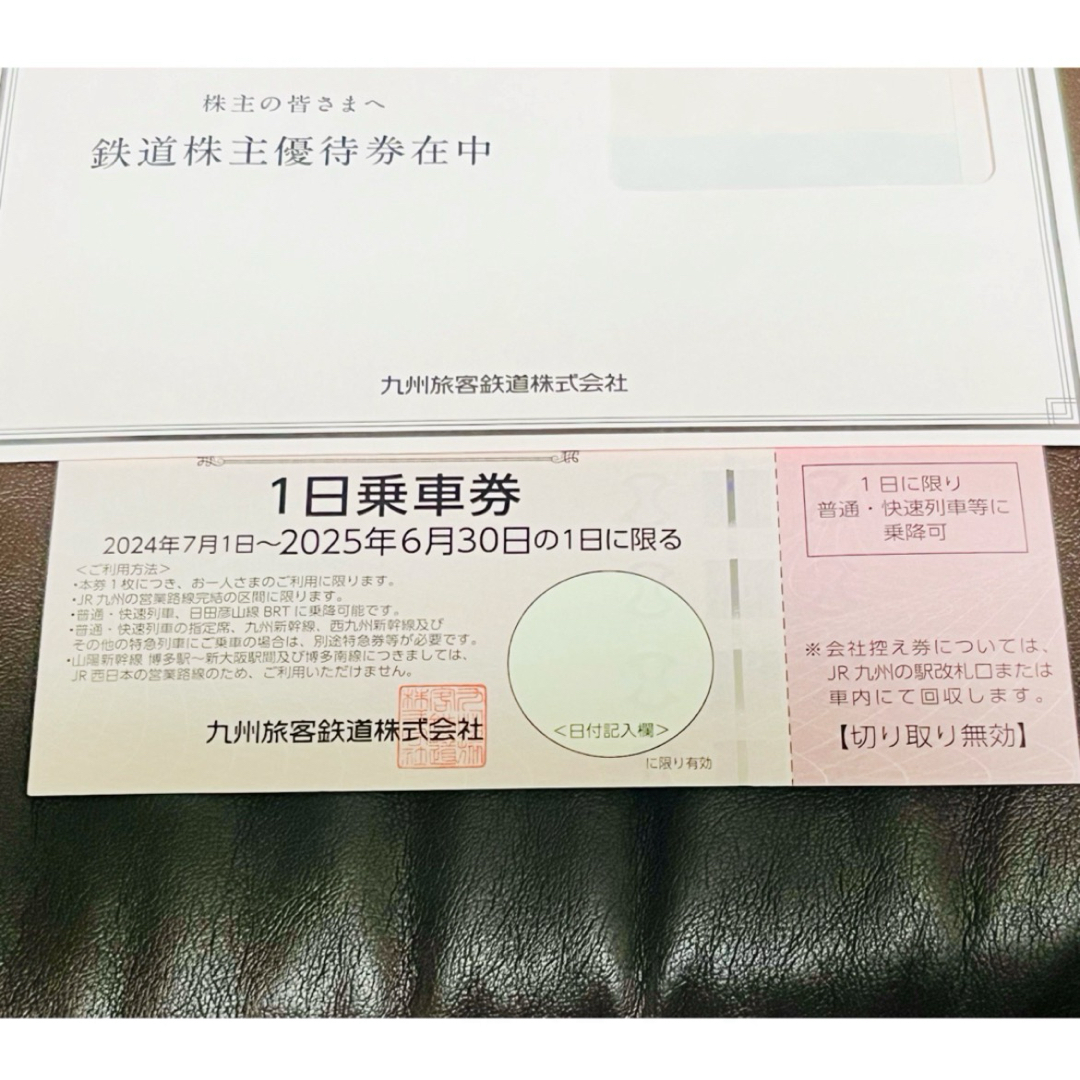 株主の皆さまへ
鉄道株主優待券在中
九州旅客鉄道株式会社
1日乗車券
2024年7月1日～2025年6月30日の1日に限る
＜ご利用方法＞
・本券1枚につき、お一人さまのご利用に限ります。
・JR九州の営業路線完結の区間に限ります。
・普通・快速列車、日田彦山線BRTに乗降可能です。
・普通・快速列車の指定席、九州新幹線、西九州新幹線及び
その他の特急列車にご乗車の場合は、別途特急券等が必要です。
・山陽新幹線 博多駅～新大阪駅間及び博多南線につきましては、
JR西日本の営業路線のため、ご利用いただけません。
九州旅客鉄道株式会社
＜日付記入欄＞
に限り有効
1日に限り
普通・快速列車等に
乗降可
※会社控え券については、
JR九州の駅改札口または
車内にて回収します。
【切り取り無効】